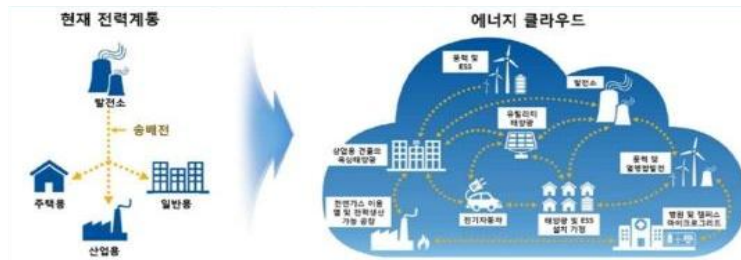 현재 전력계통
발전소
송배전
주택용
일반용
산업용
에너지 클라우드
풍력 및
ESS
발전소
유틸리티
태양광
상업용 건물의
옥상태양광
풍력 및
열병합발전
천연가스 이용
열 및 전력생산
가능 공장
전기자동차
태양광 및 ESS
설치 가정
병원 및 캠퍼스
마이크로그리드